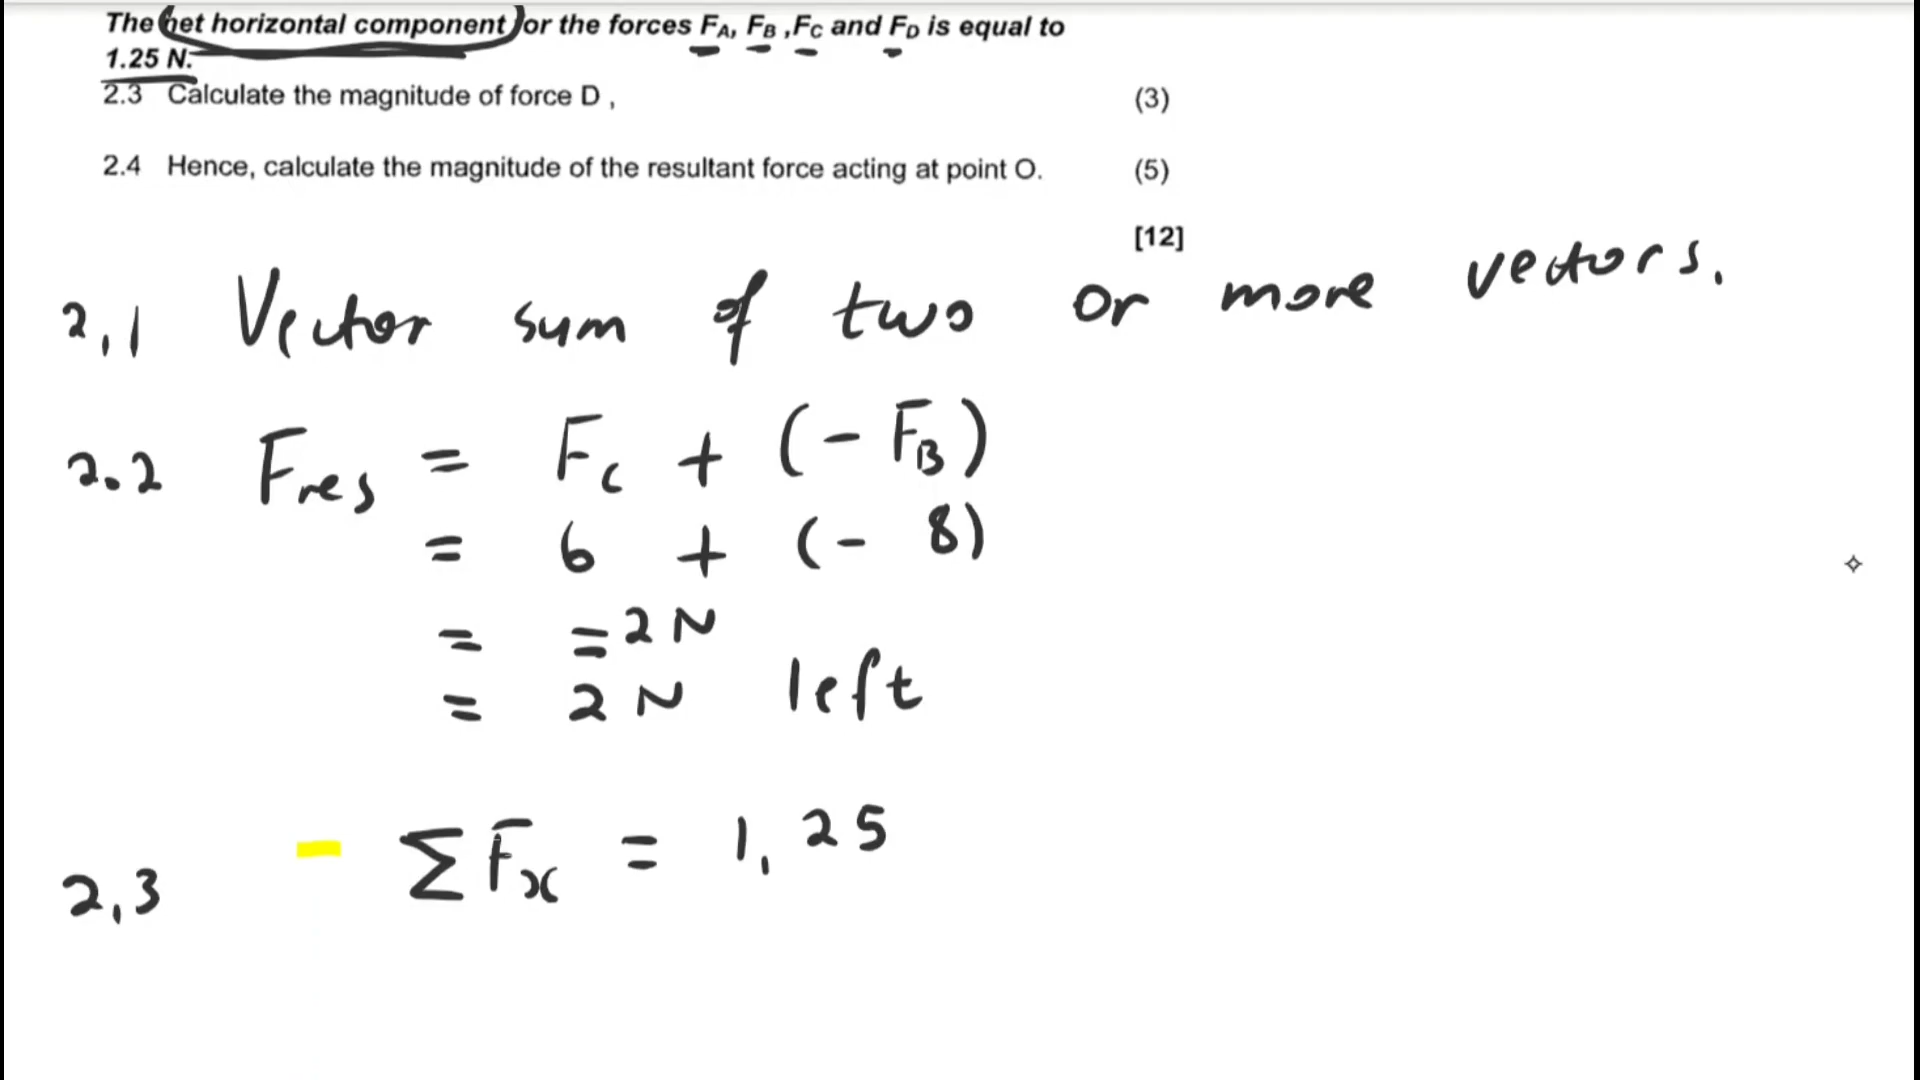 The net horizontal component for the forces FA, FB ,FC and FD is equal to
1.25 N.
2.3 Calculate the magnitude of force D , (3)
2.4 Hence, calculate the magnitude of the resultant force acting at point O. (5)
[12]
2,1 Vector sum of two or more vectors.
2.2 Fres = Fc + (- FB)
= 6 + (- 8)
= -2N
= 2N left
2,3 - ΣFx = 1,25